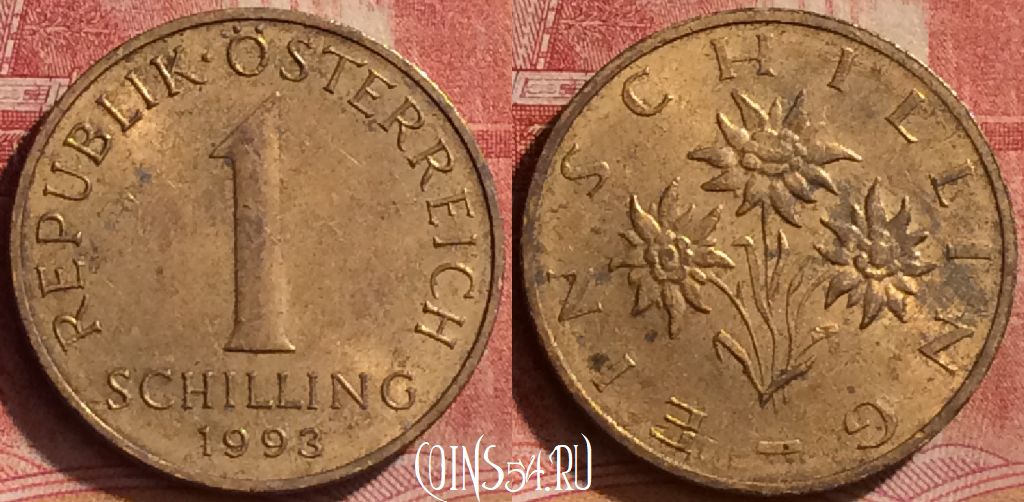 REPUBLIK·ÖSTERREICH
1
SCHILLING
1993
EIN SCHILLING
COINS54.RU